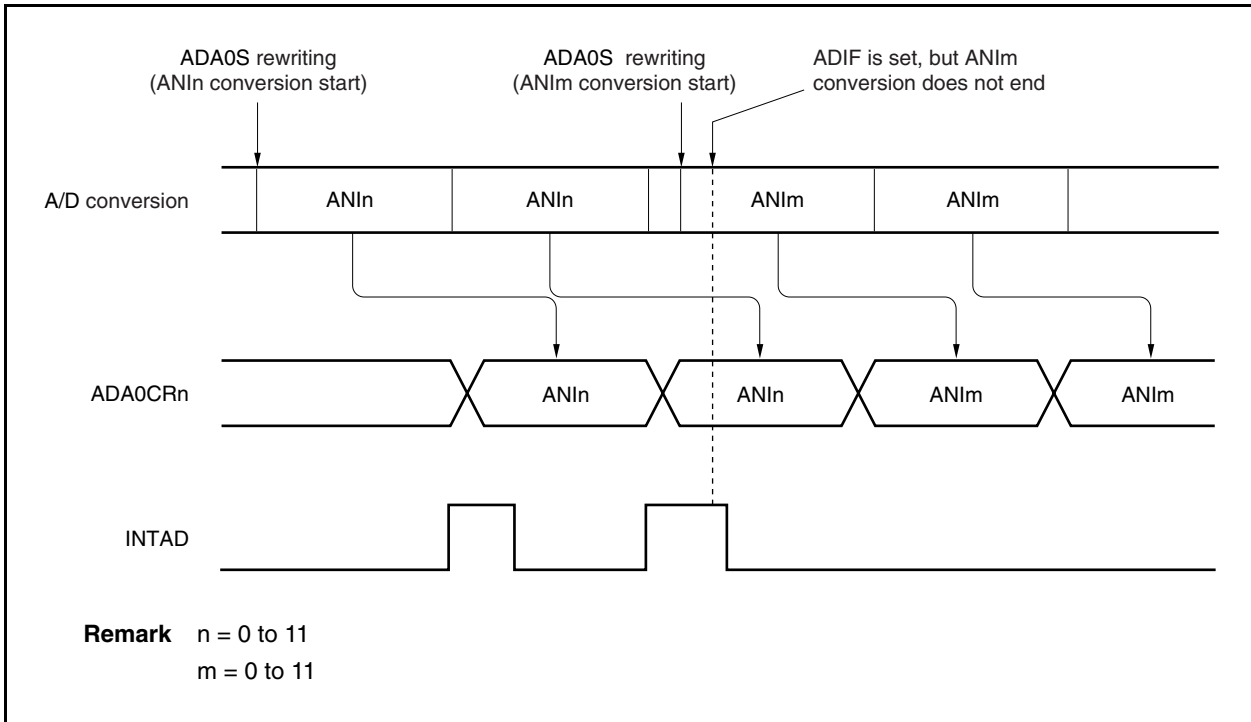 ADA0S rewriting
(ANIn conversion start)
ADA0S rewriting
(ANIm conversion start)
ADIF is set, but ANIm
conversion does not end
A/D conversion
ANIn
ANIn
ANIm
ANIm
ADA0CRn
ANIn
ANIn
ANIm
ANIm
INTAD
Remark n = 0 to 11
m = 0 to 11